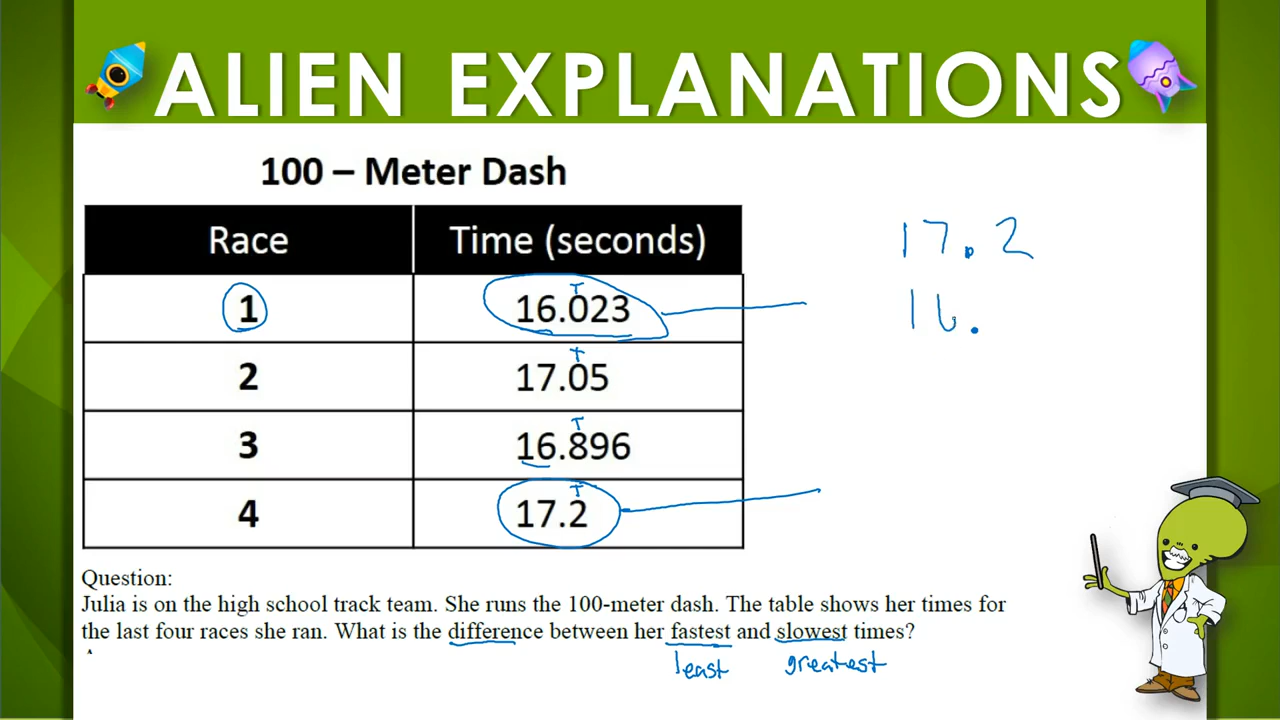 ALIEN EXPLANATIONS
100 – Meter Dash
Race Time (seconds)
T
1 16.023
T
2 17.05
T
3 16.896
T
4 17.2
17.2
16.
Question:
Julia is on the high school track team. She runs the 100-meter dash. The table shows her times for
the last four races she ran. What is the difference between her fastest and slowest times?
least greatest